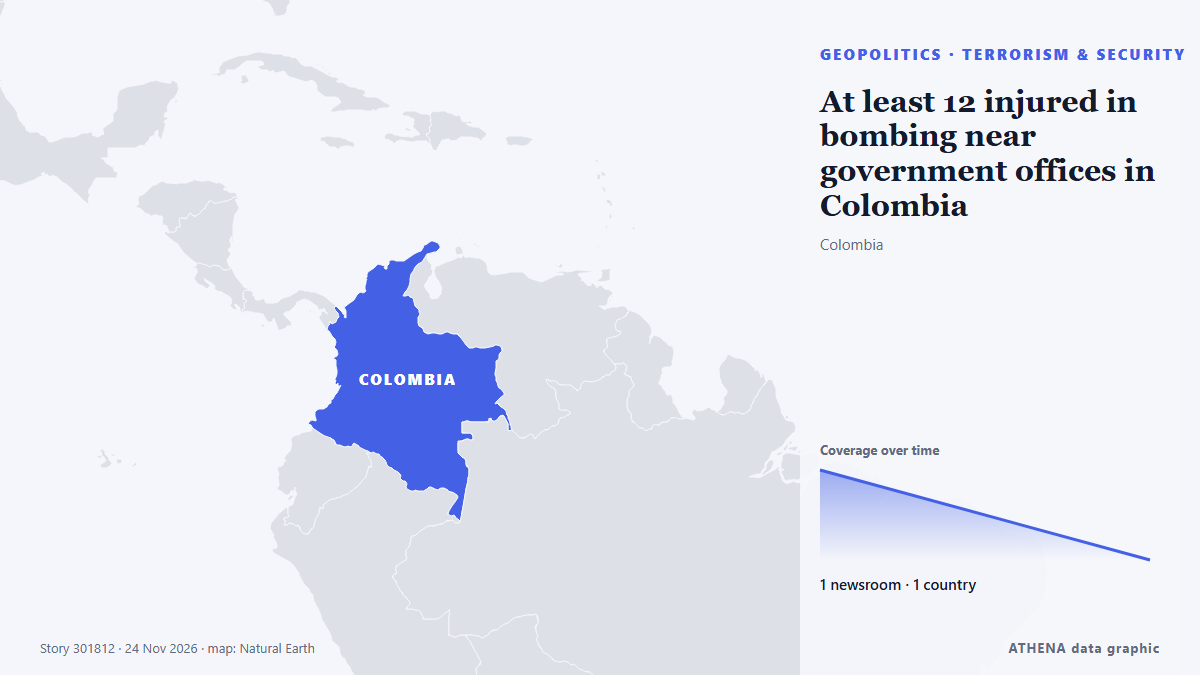 GEOPOLITICS · TERRORISM & SECURITY
At least 12 injured in
bombing near
government offices in
Colombia
Colombia
COLOMBIA
Coverage over time
1 newsroom · 1 country
Story 301812 · 24 Nov 2026 · map: Natural Earth
ATHENA data graphic